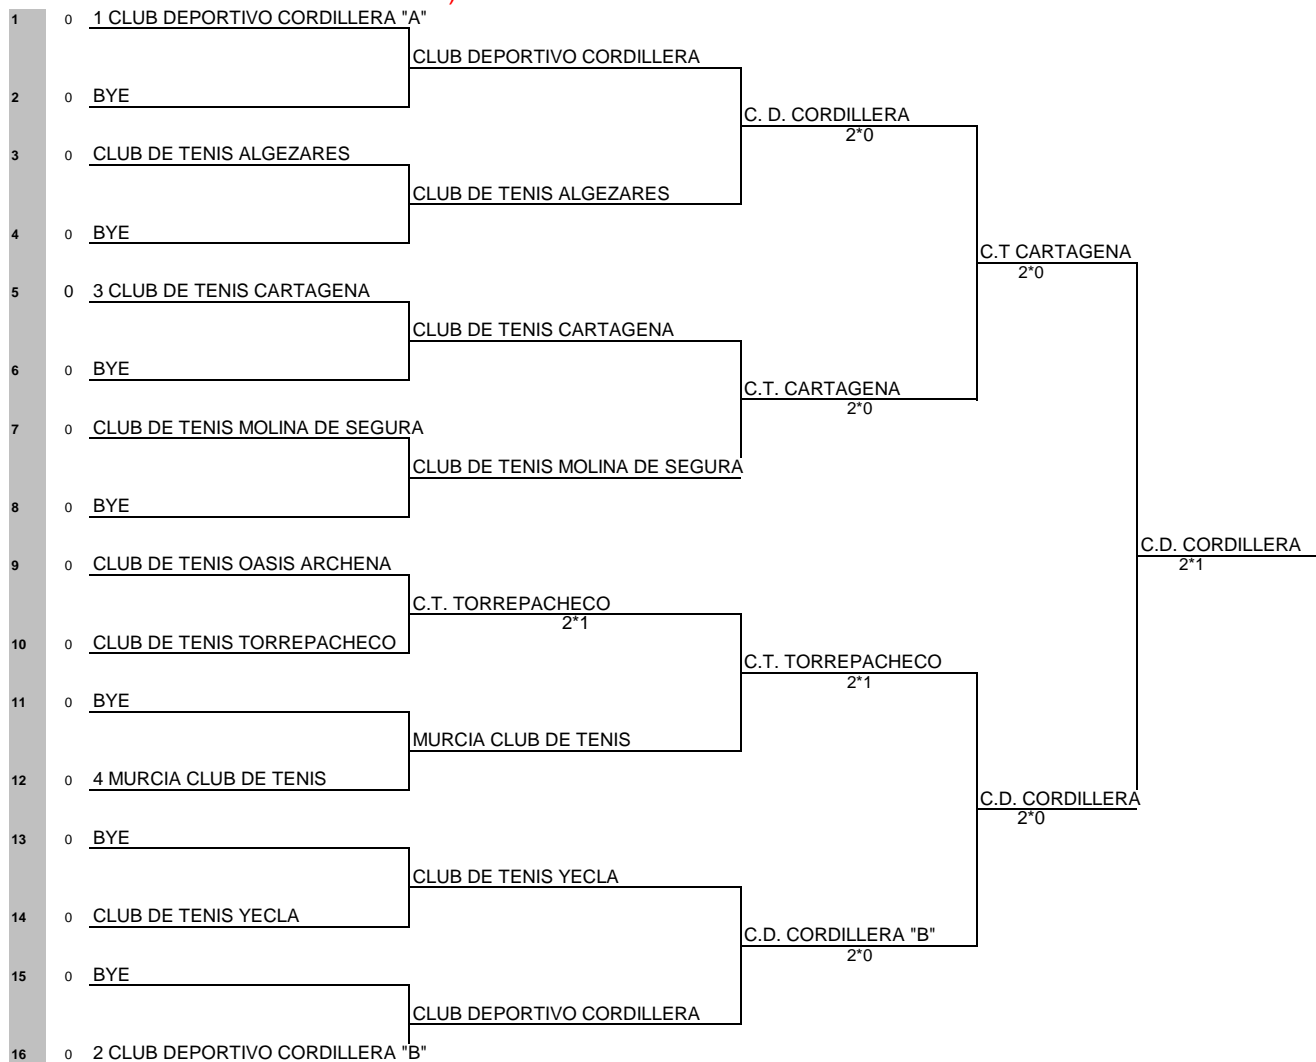 1 0 1 CLUB DEPORTIVO CORDILLERA "A"
CLUB DEPORTIVO CORDILLERA
2 0 BYE
C. D. CORDILLERA
2*0
3 0 CLUB DE TENIS ALGEZARES
CLUB DE TENIS ALGEZARES
4 0 BYE
C.T CARTAGENA
2*0
5 0 3 CLUB DE TENIS CARTAGENA
CLUB DE TENIS CARTAGENA
6 0 BYE
C.T. CARTAGENA
2*0
7 0 CLUB DE TENIS MOLINA DE SEGURA
CLUB DE TENIS MOLINA DE SEGURA
8 0 BYE
C.D. CORDILLERA
2*1
9 0 CLUB DE TENIS OASIS ARCHENA
C.T. TORREPACHECO
2*1
10 0 CLUB DE TENIS TORREPACHECO
C.T. TORREPACHECO
2*1
11 0 BYE
MURCIA CLUB DE TENIS
12 0 4 MURCIA CLUB DE TENIS
C.D. CORDILLERA
2*0
13 0 BYE
CLUB DE TENIS YECLA
14 0 CLUB DE TENIS YECLA
C.D. CORDILLERA "B"
2*0
15 0 BYE
CLUB DEPORTIVO CORDILLERA
16 0 2 CLUB DEPORTIVO CORDILLERA "B"